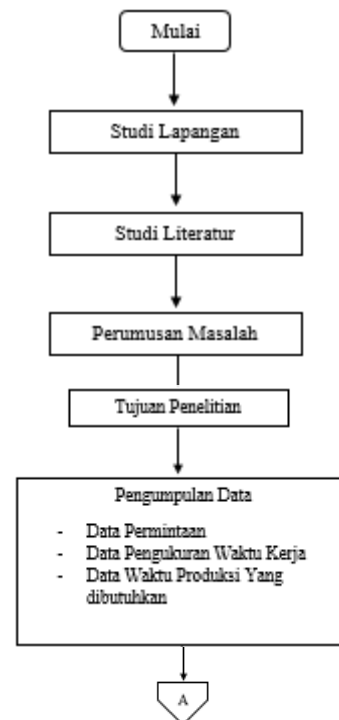 Mulai
Studi Lapangan
Studi Literatur
Perumusan Masalah
Tujuan Penelitian
Pengumpulan Data
- Data Permintaan
- Data Pengukuran Waktu Kerja
- Data Waktu Produksi Yang
dibutuhkan
A